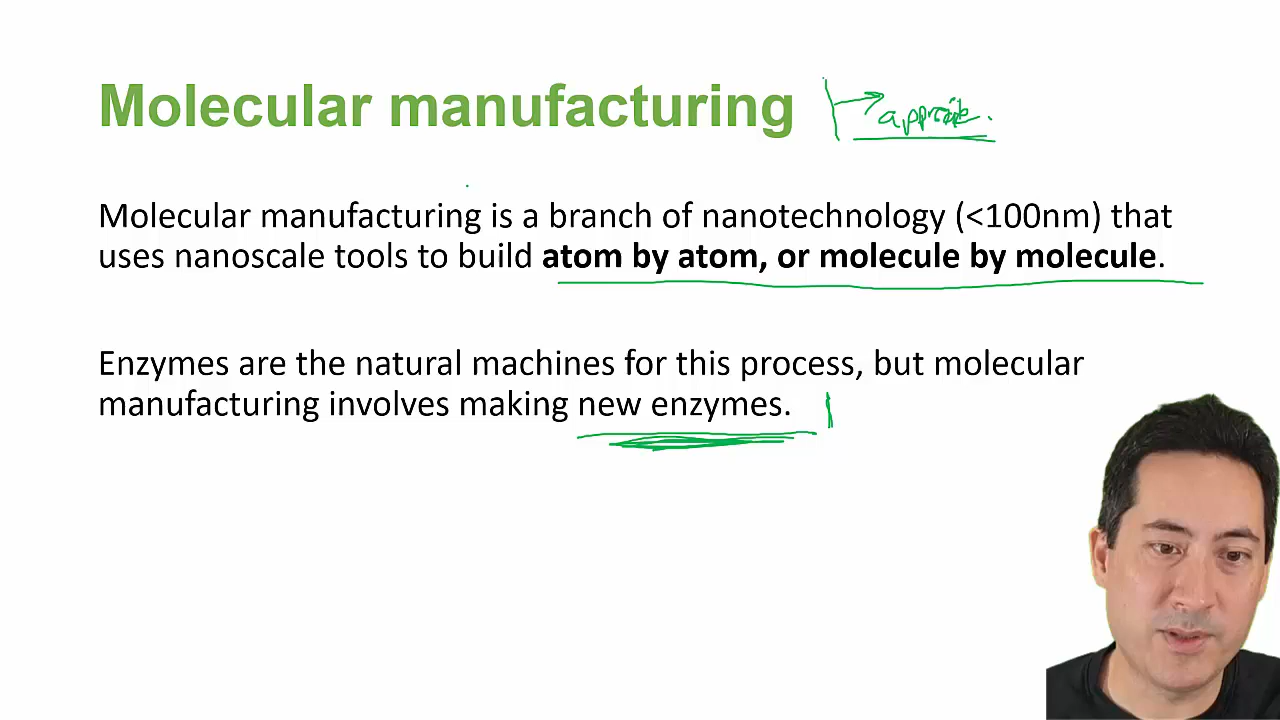 Molecular manufacturing
Molecular manufacturing is a branch of nanotechnology (<100nm) that
uses nanoscale tools to build atom by atom, or molecule by molecule.
Enzymes are the natural machines for this process, but molecular
manufacturing involves making new enzymes.